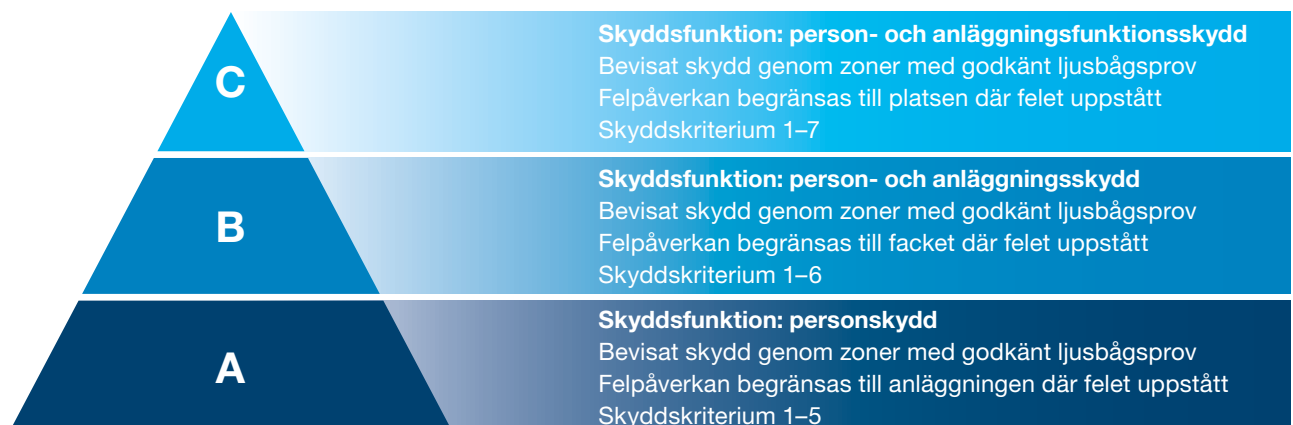 C
Skyddsfunktion: person- och anläggningsfunktionsskydd
Bevisat skydd genom zoner med godkänt ljusbågsprov
Felpåverkan begränsas till platsen där felet uppstått
Skyddskriterium 1–7
B
Skyddsfunktion: person- och anläggningsskydd
Bevisat skydd genom zoner med godkänt ljusbågsprov
Felpåverkan begränsas till facket där felet uppstått
Skyddskriterium 1–6
A
Skyddsfunktion: personskydd
Bevisat skydd genom zoner med godkänt ljusbågsprov
Felpåverkan begränsas till anläggningen där felet uppstått
Skyddskriterium 1–5